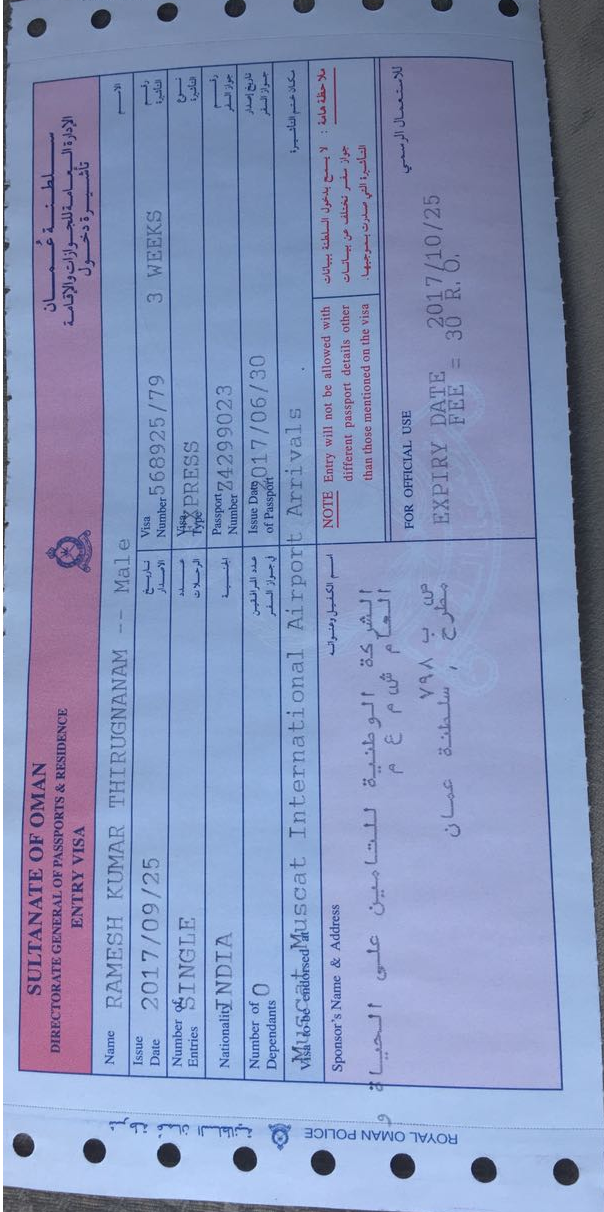 SULTANATE OF OMAN
DIRECTORATE GENERAL OF PASSPORTS & RESIDENCE
ENTRY VISA
سلطنة عُمان
الإدارة العامة للجوازات والإقامة
تأشيرة دخول
Name RAMESH KUMAR THIRUGNANAM -- Male الاسم
Issue Date 2017/09/25 تاريخ الاصدار
Visa Number 568925/79 3 WEEKS رقم التأشيرة
Number of Entries SINGLE عدد الرحلات
Visa Type EXPRESS نوع التأشيرة
Nationality INDIA الجنسية
Passport Number Z4299023 رقم جواز السفر
Number of Dependants 0 عدد المرافقين في جواز السفر
Issue Date of Passport 2017/06/30 تاريخ إصدار جواز السفر
Visa to be endorsed at Muscat Muscat International Airport Arrivals . مكان ختم التأشيرة
Sponsor's Name & Address اسم الكفيل وعنوانه
الشركة الوطنية للتامين على الحياة و
العام ش م ع م
ص ب ٧٩٨
مطرح , سلطنة عمان
NOTE Entry will not be allowed with
different passport details other
than those mentioned on the visa
ملاحظة هامة : لا يسمح بدخول السلطنة ببيانات
جواز سفر تختلف عن بيانات
التأشيرة التي صدرت بموجبها.
FOR OFFICIAL USE للاستعمال الرسمي
EXPIRY DATE 2017/10/25
FEE = 30 R.O.
ROYAL OMAN POLICE شرطة عمان السلطانية